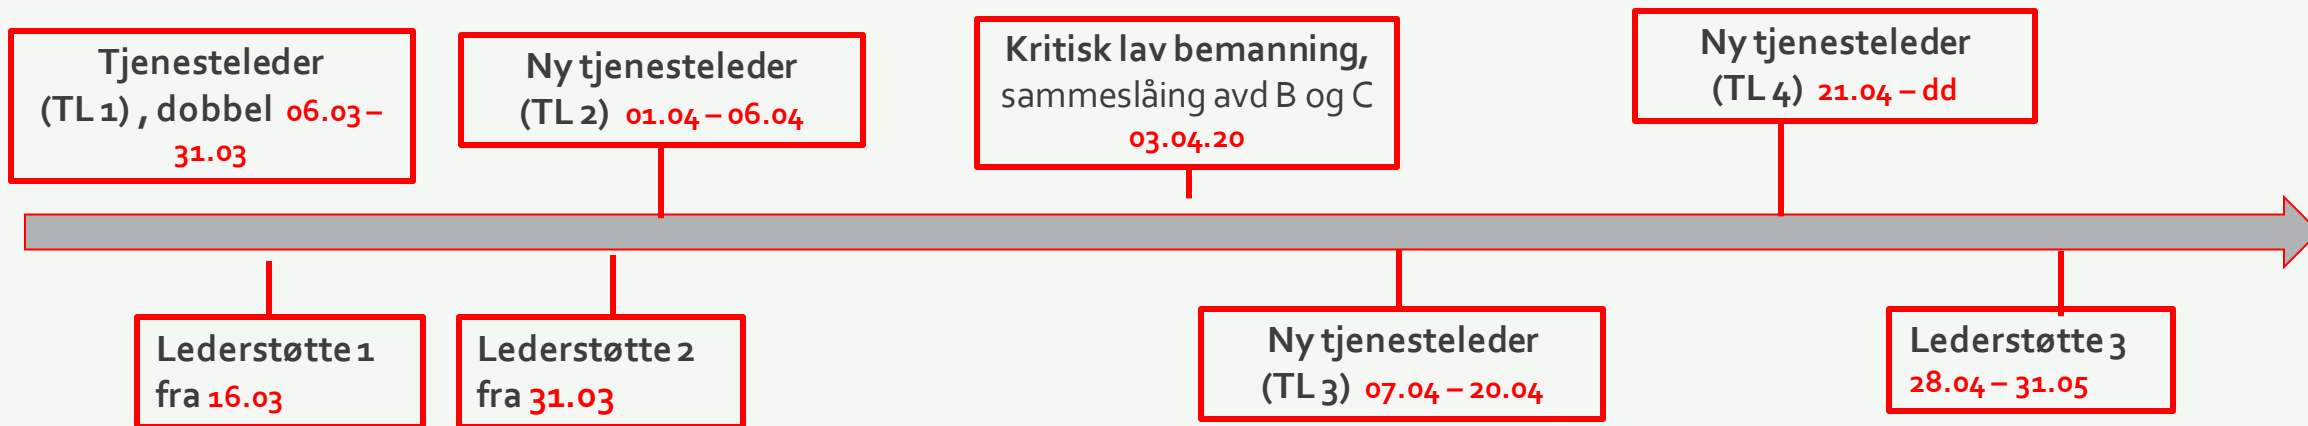 Tjenesteleder
(TL 1) , dobbel 06.03 –
31.03
Ny tjenesteleder
(TL 2) 01.04 – 06.04
Kritisk lav bemanning,
sammeslåing avd B og C
03.04.20
Ny tjenesteleder
(TL 4) 21.04 – dd
Lederstøtte 1
fra 16.03
Lederstøtte 2
fra 31.03
Ny tjenesteleder
(TL 3) 07.04 – 20.04
Lederstøtte 3
28.04 – 31.05